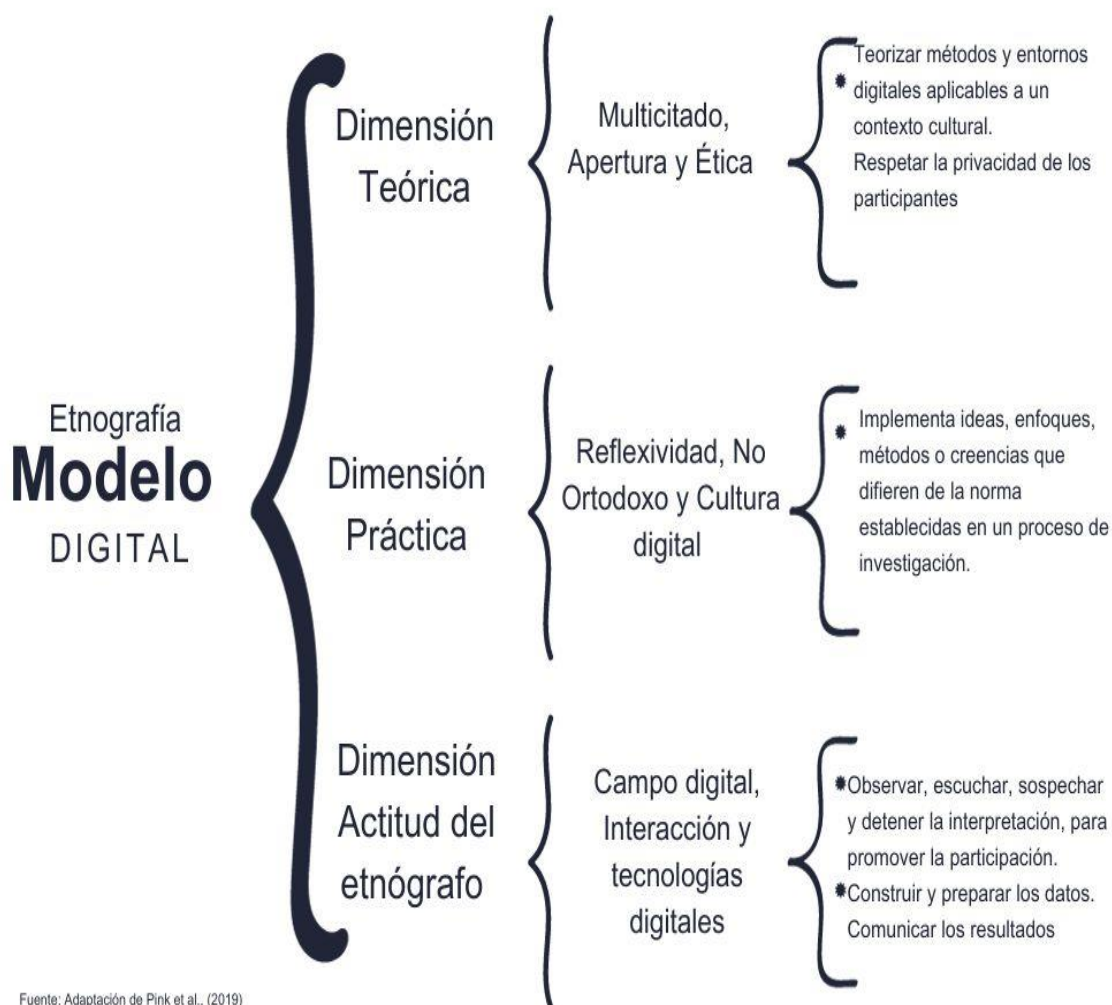 Etnografía
Modelo
DIGITAL
Dimensión
Teórica
Multicitado,
Apertura y Ética
Teorizar métodos y entornos
digitales aplicables a un
contexto cultural.
Respetar la privacidad de los
participantes
Dimensión
Práctica
Reflexividad, No
Ortodoxo y Cultura
digital
Implementa ideas, enfoques,
métodos o creencias que
difieren de la norma
establecidas en un proceso de
investigación.
Dimensión
Actitud del
etnógrafo
Campo digital,
Interacción y
tecnologías
digitales
Observar, escuchar, sospechar
y detener la interpretación, para
promover la participación.
Construir y preparar los datos.
Comunicar los resultados
Fuente: Adaptación de Pink et al., (2019)